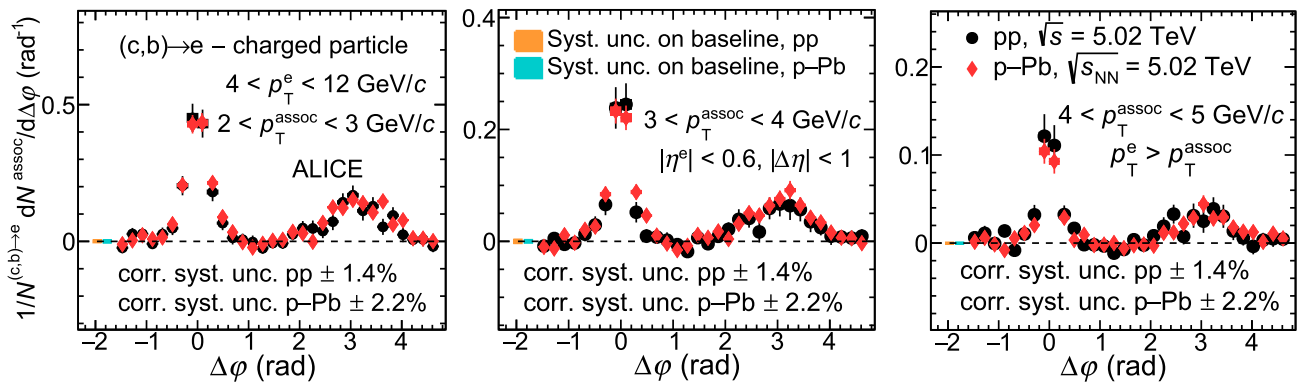 1/N^{(c,b)→e} dN^{assoc}/dΔφ (rad⁻¹)
(c,b)→e – charged particle
4 < p_T^e < 12 GeV/c
2 < p_T^assoc < 3 GeV/c
ALICE
0.5
0
corr. syst. unc. pp ± 1.4%
corr. syst. unc. p–Pb ± 2.2%
−2 −1 0 1 2 3 4
Δφ (rad)
0.4
Syst. unc. on baseline, pp
Syst. unc. on baseline, p–Pb
3 < p_T^assoc < 4 GeV/c
|η^e| < 0.6, |Δη| < 1
0.2
0
corr. syst. unc. pp ± 1.4%
corr. syst. unc. p–Pb ± 2.2%
−2 −1 0 1 2 3 4
Δφ (rad)
pp, √s = 5.02 TeV
p–Pb, √s_NN = 5.02 TeV
0.2
4 < p_T^assoc < 5 GeV/c
p_T^e > p_T^assoc
0.1
0
corr. syst. unc. pp ± 1.4%
corr. syst. unc. p–Pb ± 2.2%
−2 −1 0 1 2 3 4
Δφ (rad)